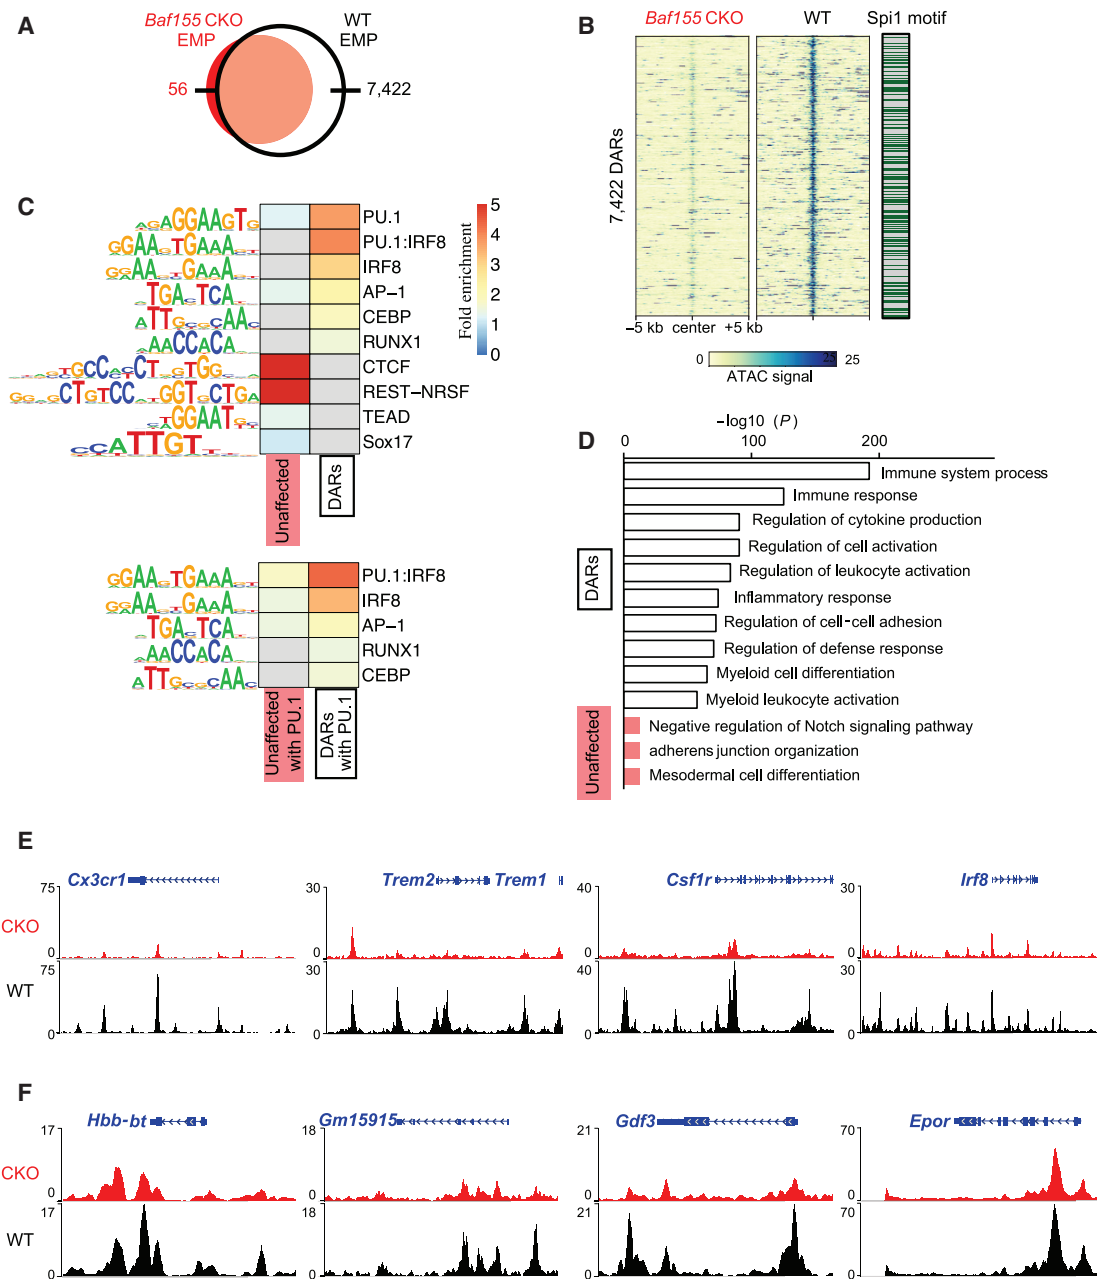 A
Baf155 CKO
EMP
WT
EMP
56
7,422
B
Baf155 CKO
WT
Spi1 motif
7,422 DARs
−5 kb center +5 kb
0
25
25
ATAC signal
C
AGAGGAAGTG
PU.1
PU.1:IRF8
IRF8
AP−1
CEBP
RUNX1
CTCF
REST−NRSF
TEAD
Sox17
Unaffected
DARs
5
4
3
2
1
0
Fold enrichment
PU.1:IRF8
IRF8
AP−1
RUNX1
CEBP
Unaffected
with PU.1
DARs
with PU.1
D
−log10 (P)
0
100
200
Immune system process
Immune response
Regulation of cytokine production
Regulation of cell activation
Regulation of leukocyte activation
Inflammatory response
Regulation of cell-cell adhesion
Regulation of defense response
Myeloid cell differentiation
Myeloid leukocyte activation
Negative regulation of Notch signaling pathway
adherens junction organization
Mesodermal cell differentiation
DARs
Unaffected
E
Cx3cr1
Trem2
Trem1
Csf1r
Irf8
CKO
75
0
30
0
40
0
30
0
WT
75
0
30
0
40
0
30
0
F
Hbb-bt
Gm15915
Gdf3
Epor
CKO
17
0
18
0
21
0
70
0
WT
17
0
18
0
21
0
70
0